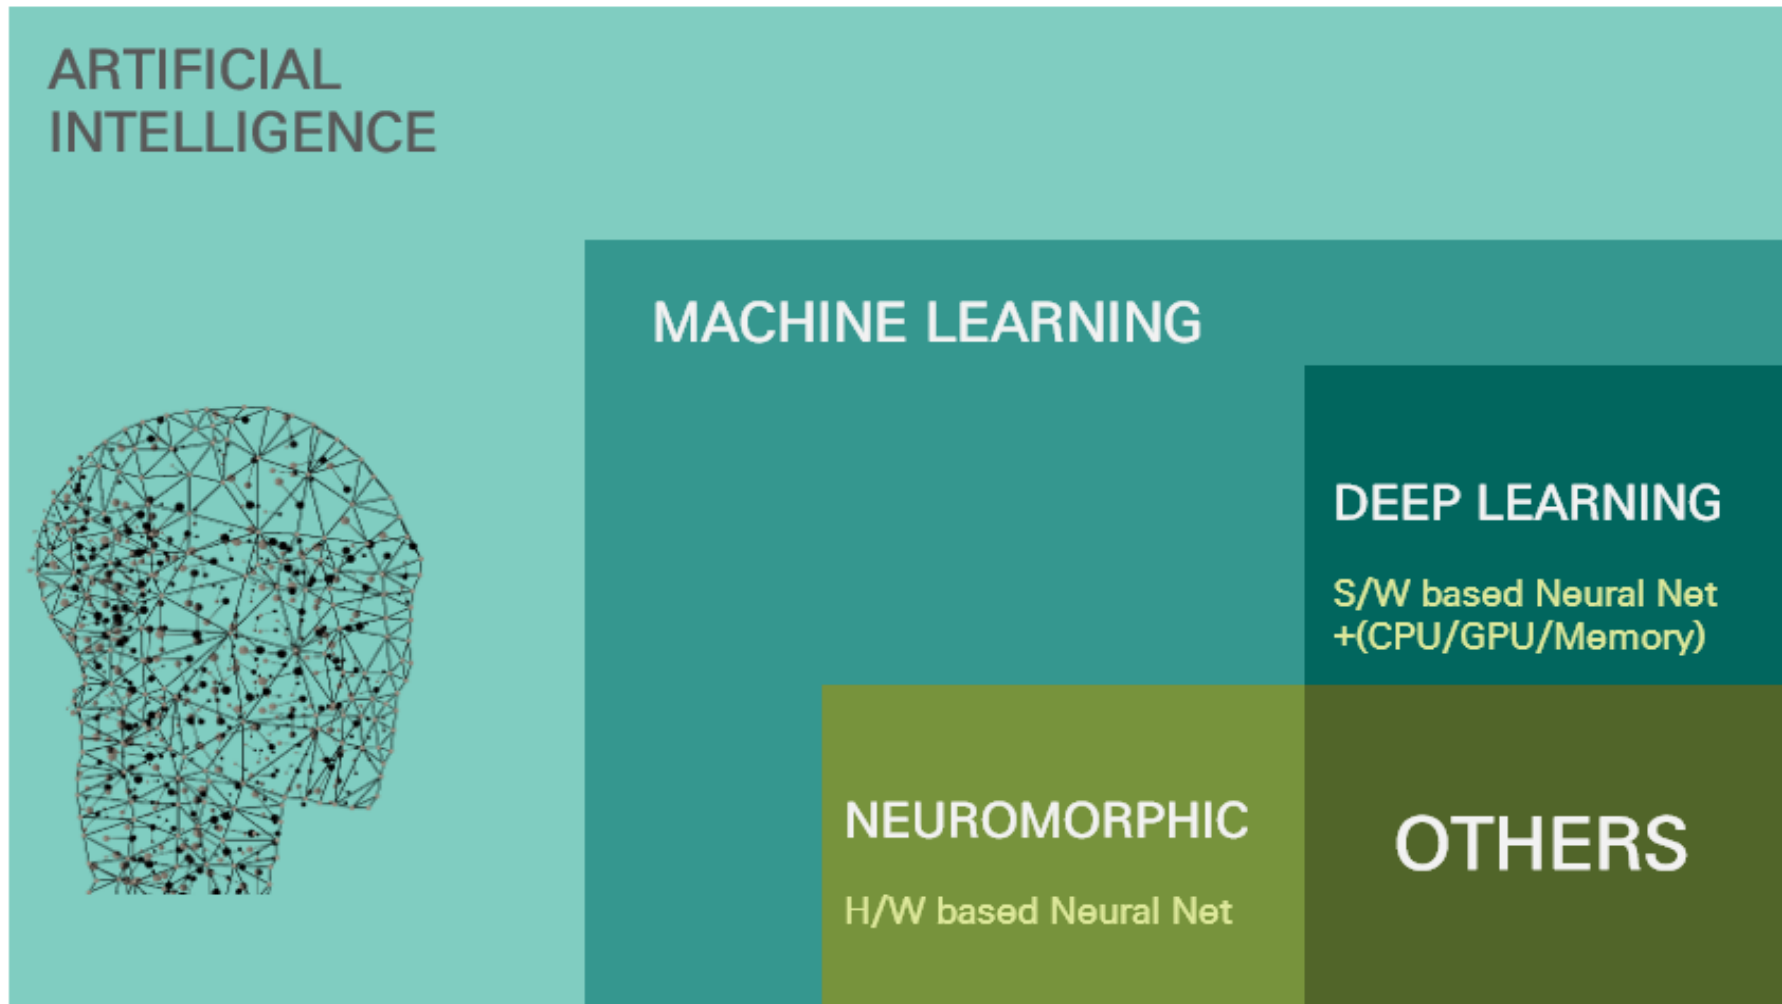 ARTIFICIAL
INTELLIGENCE
MACHINE LEARNING
DEEP LEARNING
S/W based Neural Net
+(CPU/GPU/Memory)
NEUROMORPHIC
H/W based Neural Net
OTHERS